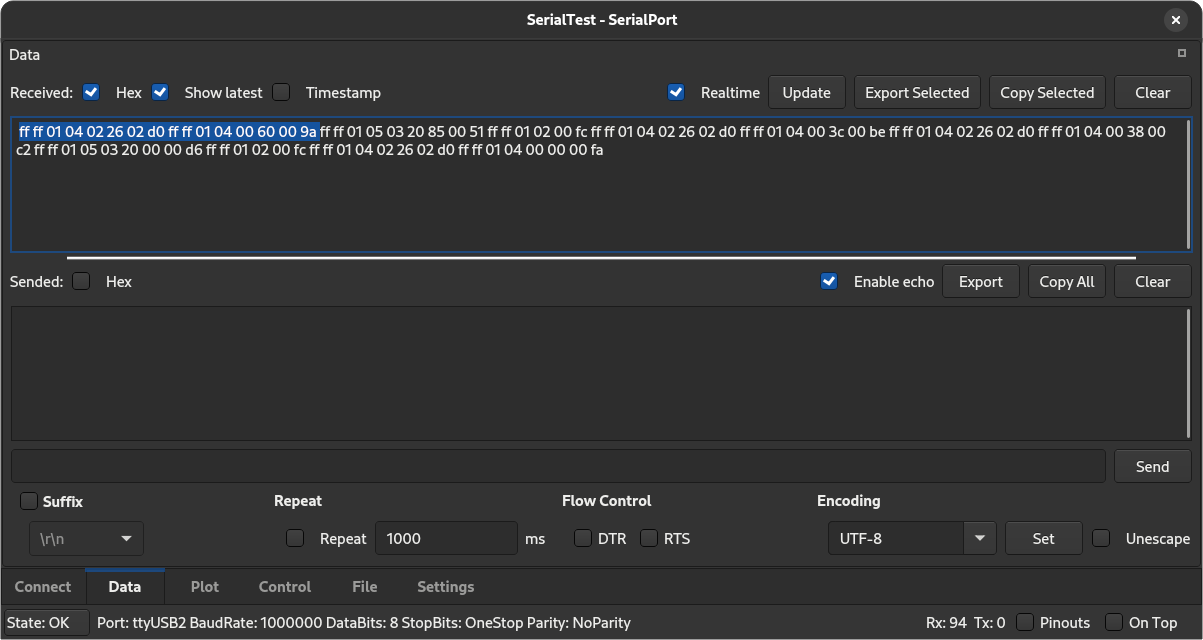 SerialTest - SerialPort
Data
Received: Hex Show latest Timestamp Realtime Update Export Selected Copy Selected Clear
ff ff 01 04 02 26 02 d0 ff ff 01 04 00 60 00 9a ff ff 01 05 03 20 85 00 51 ff ff 01 02 00 fc ff ff 01 04 02 26 02 d0 ff ff 01 04 00 3c 00 be ff ff 01 04 02 26 02 d0 ff ff 01 04 00 38 00
c2 ff ff 01 05 03 20 00 00 d6 ff ff 01 02 00 fc ff ff 01 04 02 26 02 d0 ff ff 01 04 00 00 00 fa
Sended: Hex Enable echo Export Copy All Clear
Send
Suffix Repeat Flow Control Encoding
\r\n Repeat 1000 ms DTR RTS UTF-8 Set Unescape
Connect Data Plot Control File Settings
State: OK Port: ttyUSB2 BaudRate: 1000000 DataBits: 8 StopBits: OneStop Parity: NoParity Rx: 94 Tx: 0 Pinouts On Top